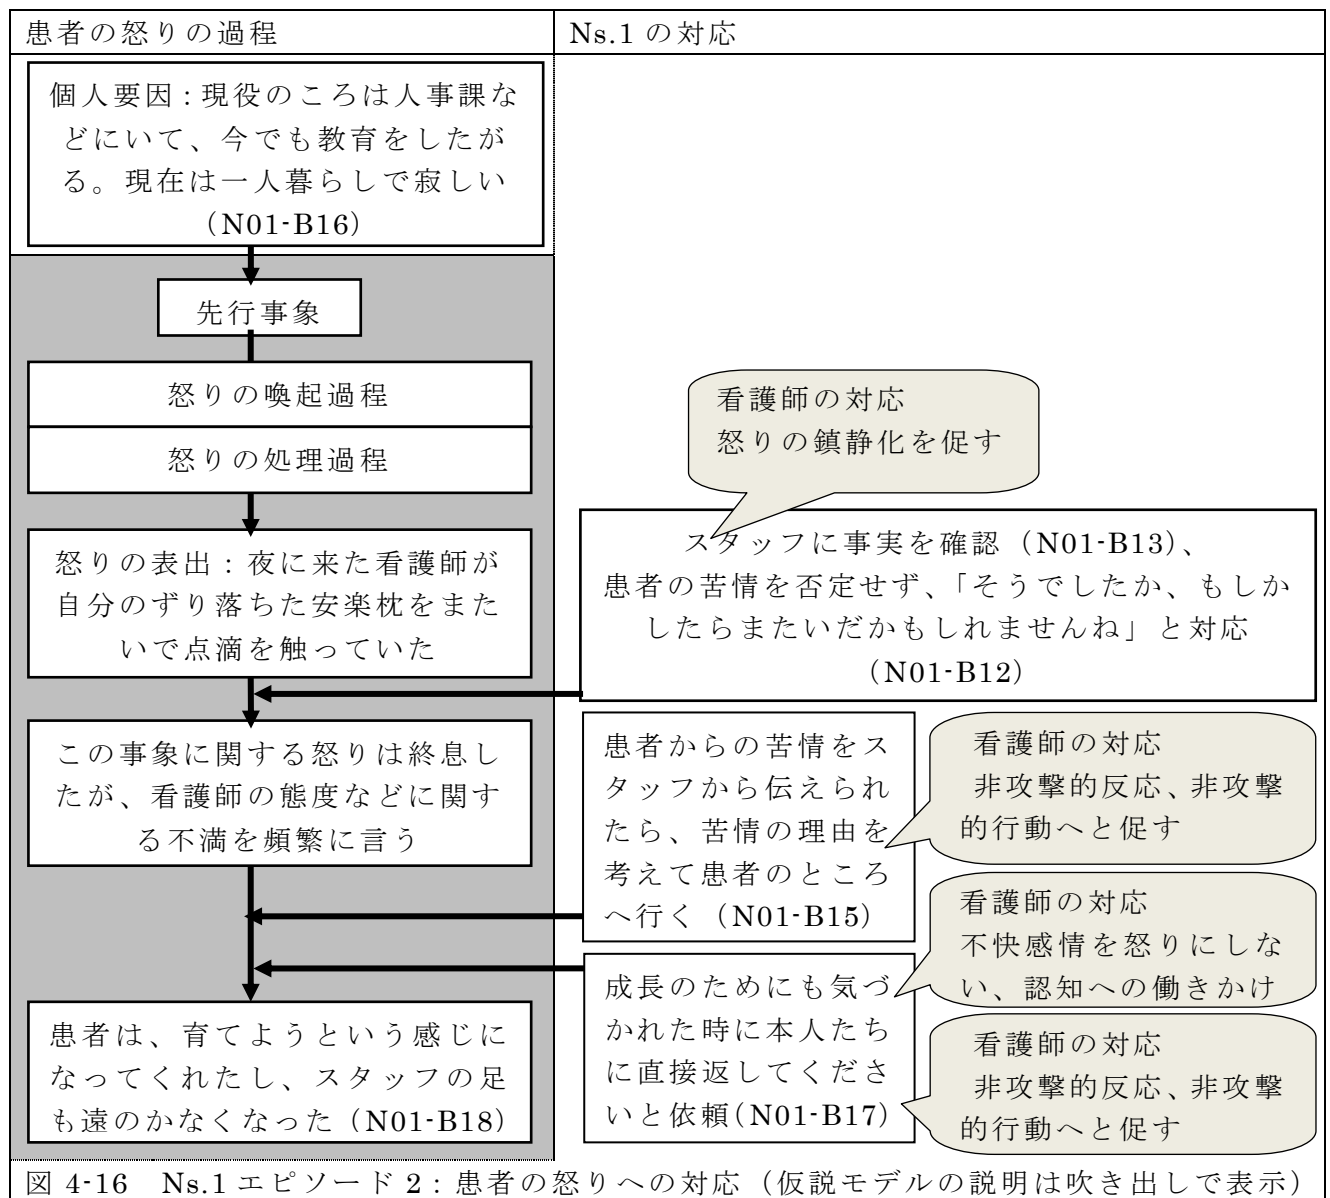 患者の怒りの過程
Ns.1 の対応
個人要因：現役のころは人事課な
どにいて、今でも教育をしたが
る。現在は一人暮らしで寂しい
（N01-B16）
先行事象
怒りの喚起過程
怒りの処理過程
看護師の対応
怒りの鎮静化を促す
怒りの表出：夜に来た看護師が
自分のずり落ちた安楽枕をまた
いで点滴を触っていた
スタッフに事実を確認（N01-B13）、
患者の苦情を否定せず、「そうでしたか、もしか
したらまたいだかもしれませんね」と対応
（N01-B12）
この事象に関する怒りは終息し
たが、看護師の態度などに関す
る不満を頻繁に言う
患者からの苦情をス
タッフから伝えられ
たら、苦情の理由を
考えて患者のところ
へ行く（N01-B15）
看護師の対応
非攻撃的反応、非攻撃
的行動へと促す
看護師の対応
不快感情を怒りにしな
い、認知への働きかけ
成長のためにも気づ
かれた時に本人たち
に直接返してくださ
いと依頼(N01-B17)
看護師の対応
非攻撃的反応、非攻撃
的行動へと促す
患者は、育てようという感じに
なってくれたし、スタッフの足
も遠のかなくなった（N01-B18）
図 4-16　Ns.1 エピソード 2：患者の怒りへの対応（仮説モデルの説明は吹き出しで表示）